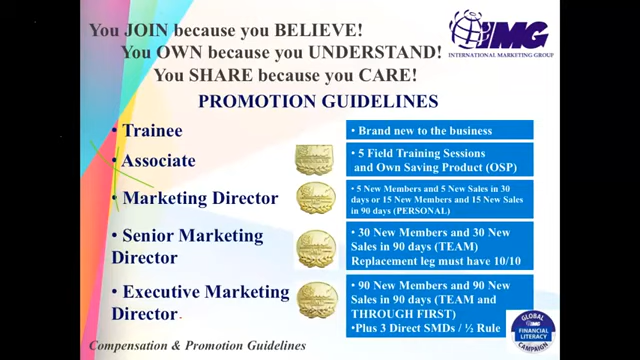 You JOIN because you BELIEVE!
You OWN because you UNDERSTAND!
You SHARE because you CARE!
IMG
INTERNATIONAL MARKETING GROUP
PROMOTION GUIDELINES
• Trainee
• Brand new to the business
• Associate
• 5 Field Training Sessions
and Own Saving Product (OSP)
• Marketing Director
• 5 New Members and 5 New Sales in 30
days or 15 New Members and 15 New Sales
in 90 days (PERSONAL)
• Senior Marketing
Director
• 30 New Members and 30 New
Sales in 90 days (TEAM)
Replacement leg must have 10/10
• Executive Marketing
Director
• 90 New Members and 90 New
Sales in 90 days (TEAM and
THROUGH FIRST)
• Plus 3 Direct SMDs / ½ Rule
GLOBAL
FINANCIAL
LITERACY
CAMPAIGN
Compensation & Promotion Guidelines